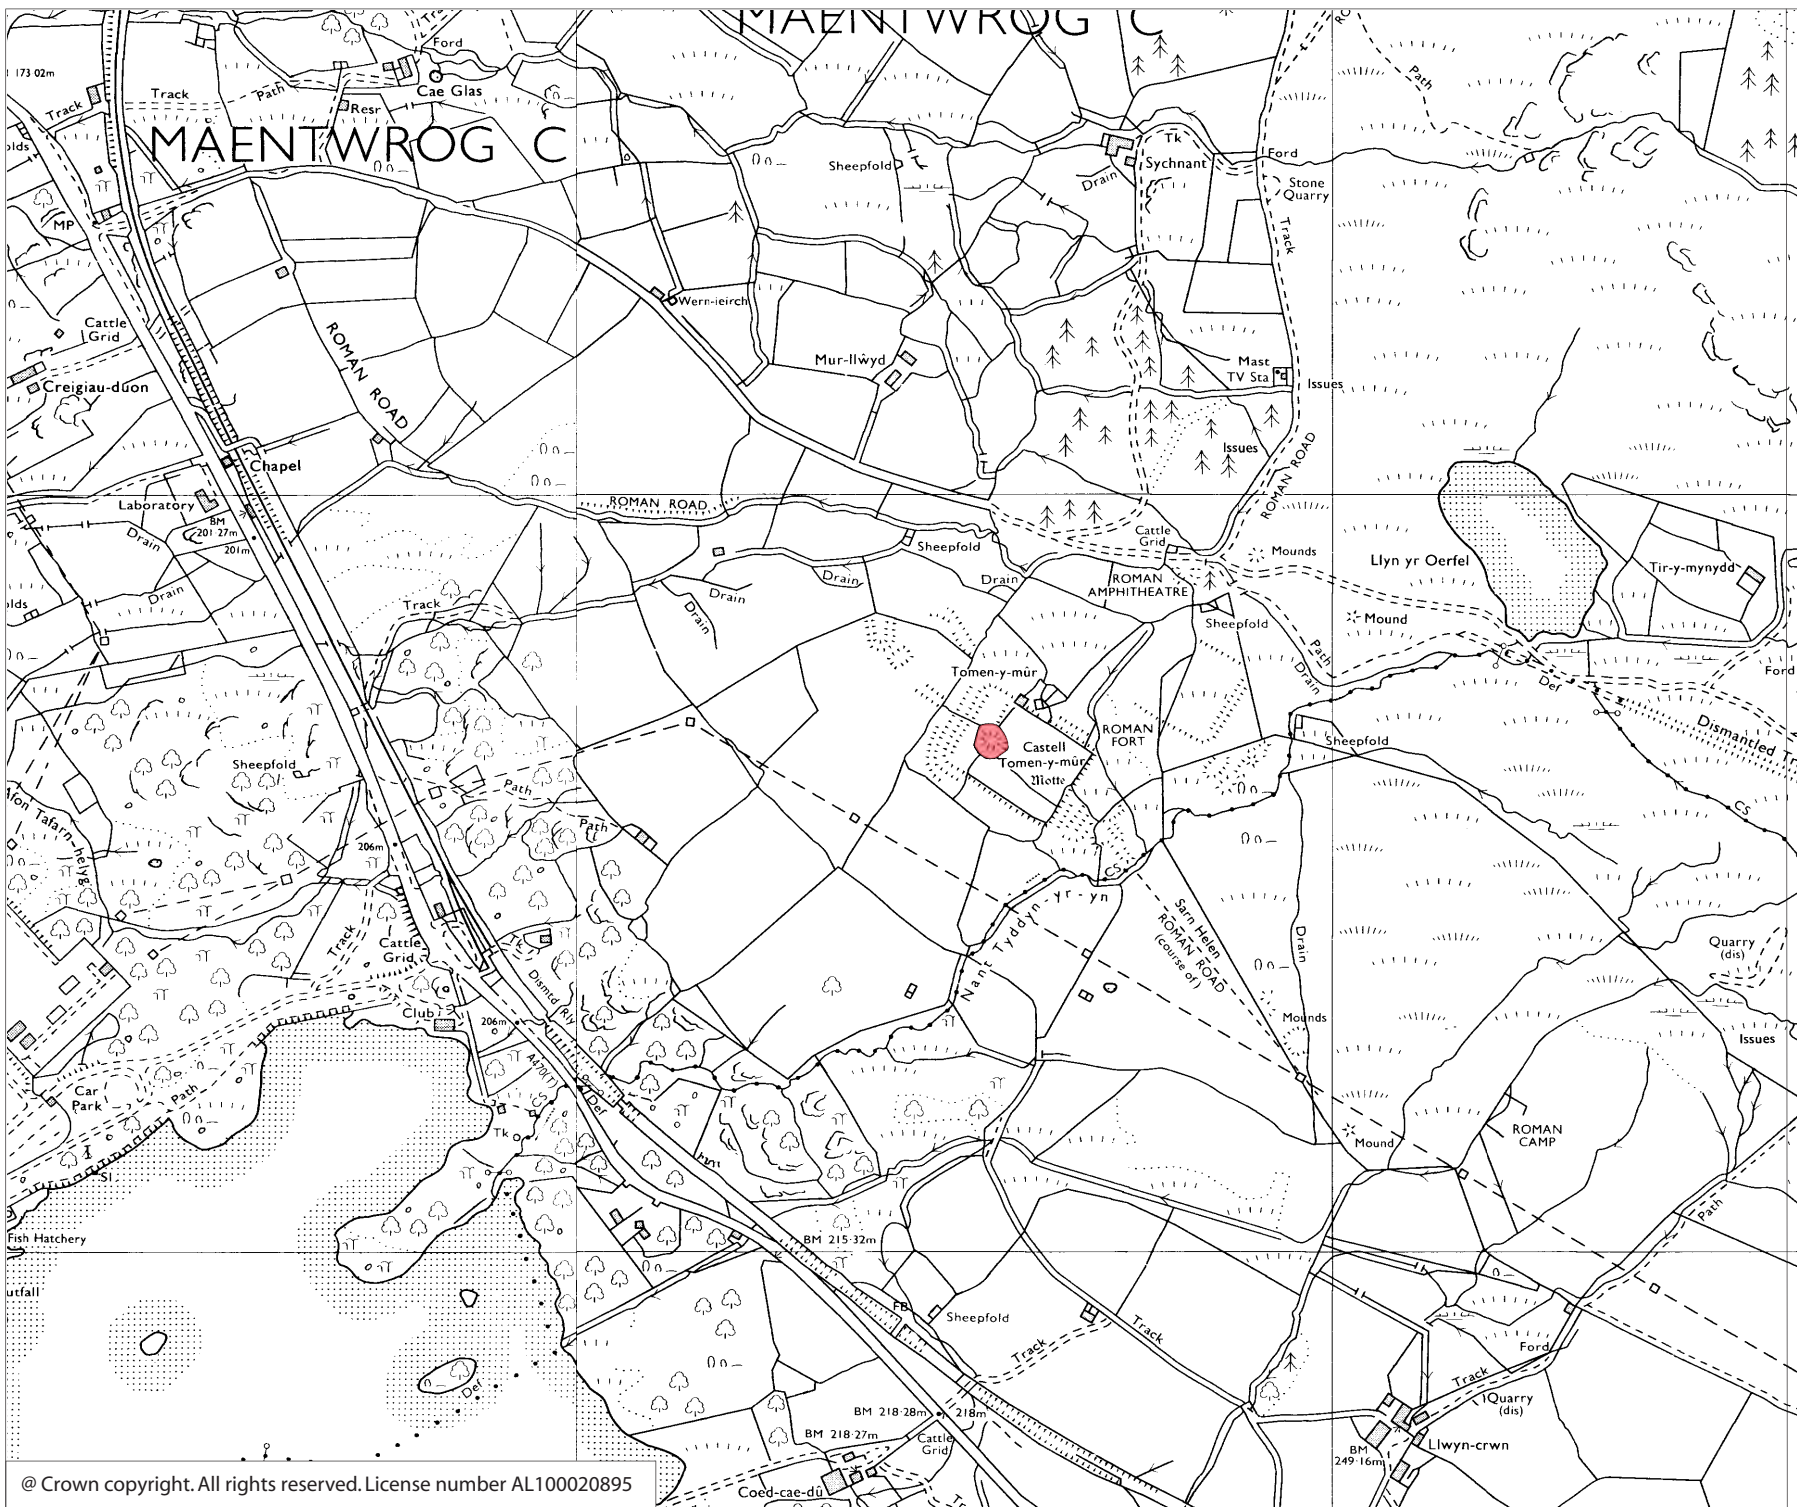 MAENTWROG C
173 02m
Track
Track
Path
Ford
Cae Glas
Resr
MAENTWROG C
Path
Sheepfold
Tk
Sychnant
Drain
Ford
Stone
Quarry
Track
MP
Wern-ieirch
Cattle
Grid
Creigiau-duon
ROMAN ROAD
Mur-llwyd
Mast
TV Sta
Issues
Issues
ROMAN ROAD
Chapel
Laboratory
BM
201·27m
201m
Drain
Drain
ROMAN ROAD
Sheepfold
Drain
Drain
Drain
Drain
Cattle
Grid
Mounds
ROMAN
AMPHITHEATRE
Llyn yr Oerfel
Tir-y-mynydd
Track
Sheepfold
Mound
Path
Drain
Ford
Def
Dismantled
Tomen-y-mûr
ROMAN
FORT
Castell
Tomen-y-mûr
Motte
Sheepfold
CS
Sheepfold
Path
Path
Afon Tafarn-helyg
206m
CS
Nant Tyddyn-yr-yn
Sarn Helen
ROMAN ROAD
(course of)
Drain
Quarry
(dis)
Track
Cattle
Grid
Tk
Dismtd Rly
Club
206m
Mounds
Issues
A470(T)
CS
Def
Car
Park
Path
Tk
Sl
Mound
ROMAN
CAMP
Path
Fish Hatchery
BM 215·32m
utfall
FB
Sheepfold
Track
Track
Def
Ford
Track
Quarry
(dis)
BM 218·28m
218m
Cattle
Grid
BM 218·27m
BM
249·16m
Llwyn-crwn
Coed-cae-dû
@ Crown copyright. All rights reserved. License number AL100020895